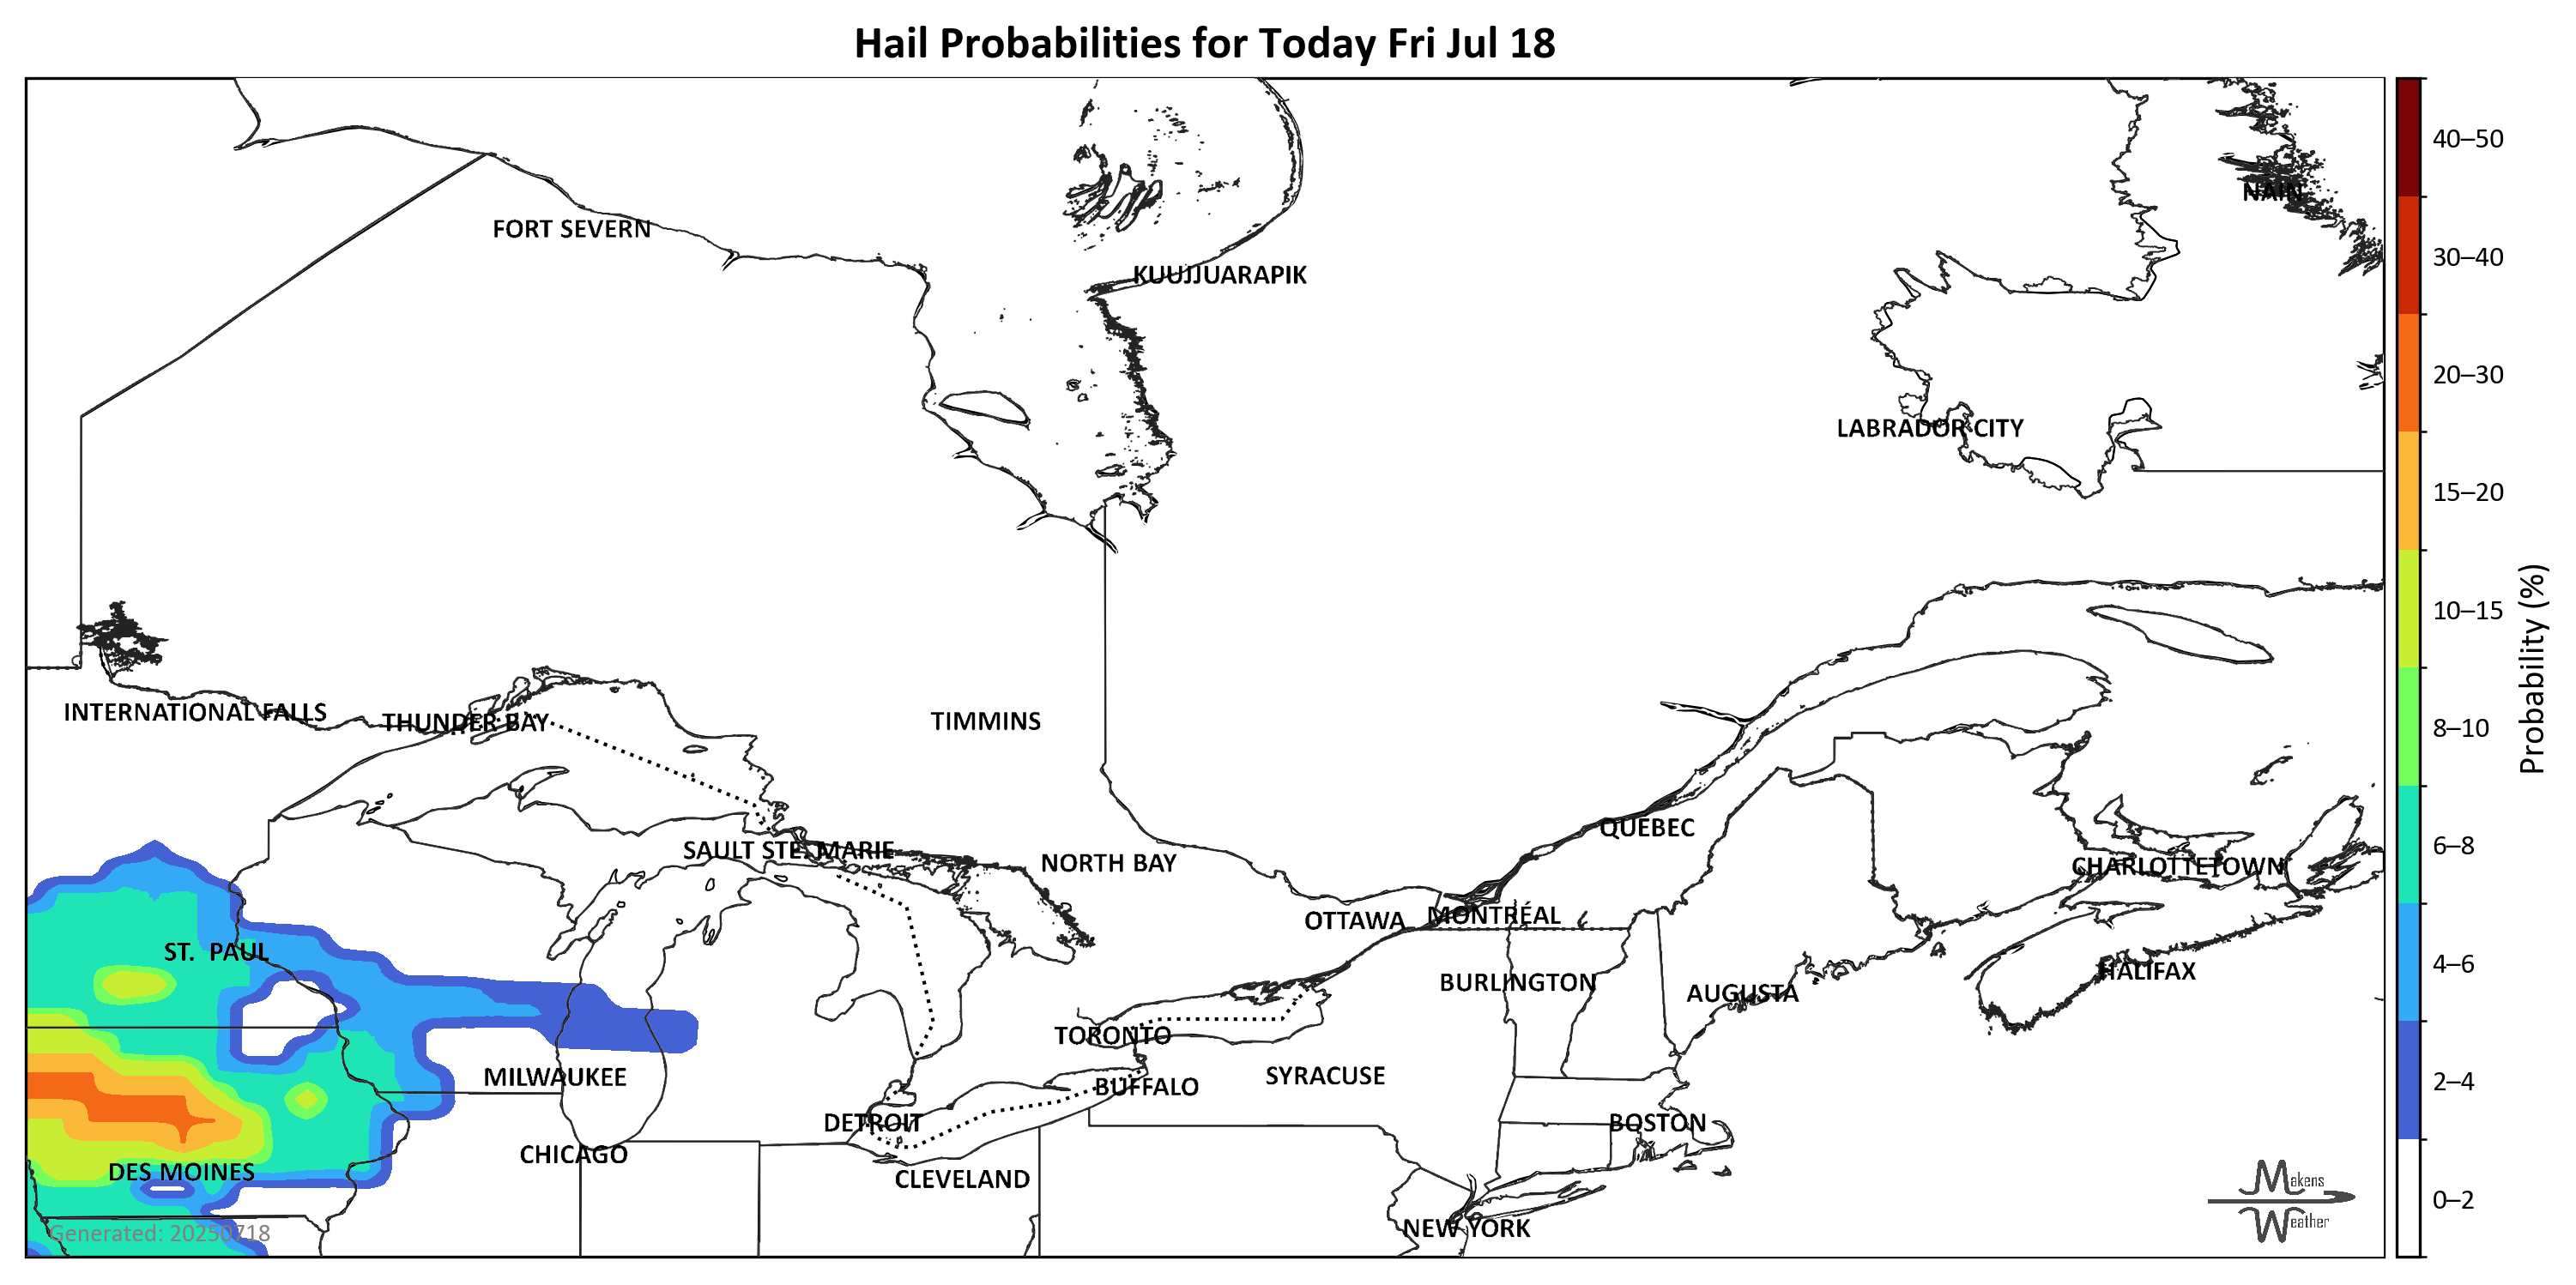 Hail Probabilities for Today Fri Jul 18
40–50
NAIN
FORT SEVERN
30–40
KUUJJUARAPIK
20–30
LABRADOR CITY
15–20
10–15
Probability (%)
INTERNATIONAL FALLS
THUNDER BAY
TIMMINS
8–10
QUEBEC
6–8
SAULT STE. MARIE
NORTH BAY
CHARLOTTETOWN
OTTAWA
MONTRÉAL
ST. PAUL
4–6
HALIFAX
BURLINGTON
AUGUSTA
TORONTO
MILWAUKEE
SYRACUSE
2–4
BUFFALO
DETROIT
BOSTON
CHICAGO
DES MOINES
CLEVELAND
Makens
Weather
0–2
NEW YORK
Generated: 20250718